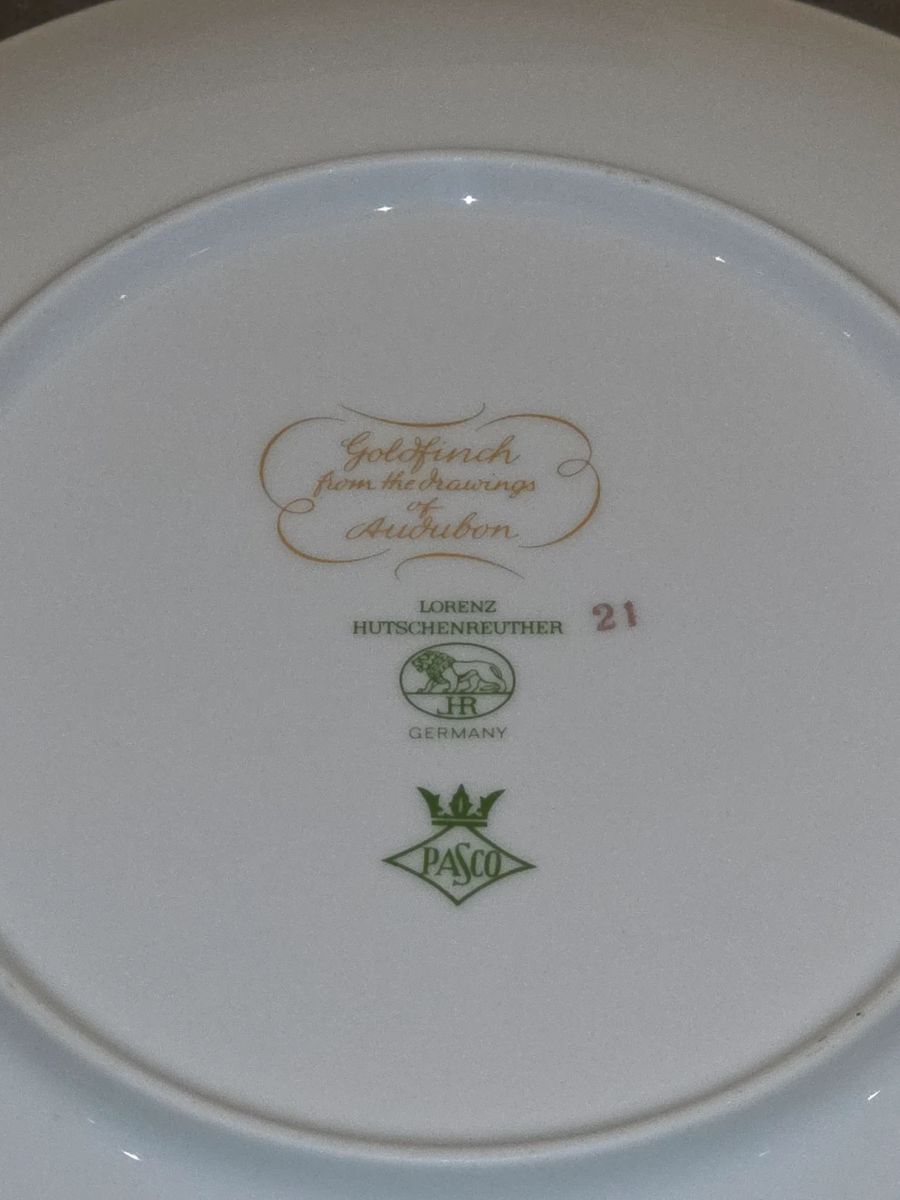 Goldfinch
from the drawings
of
Audubon
LORENZ
HUTSCHENREUTHER
21
HR
GERMANY
PASCO